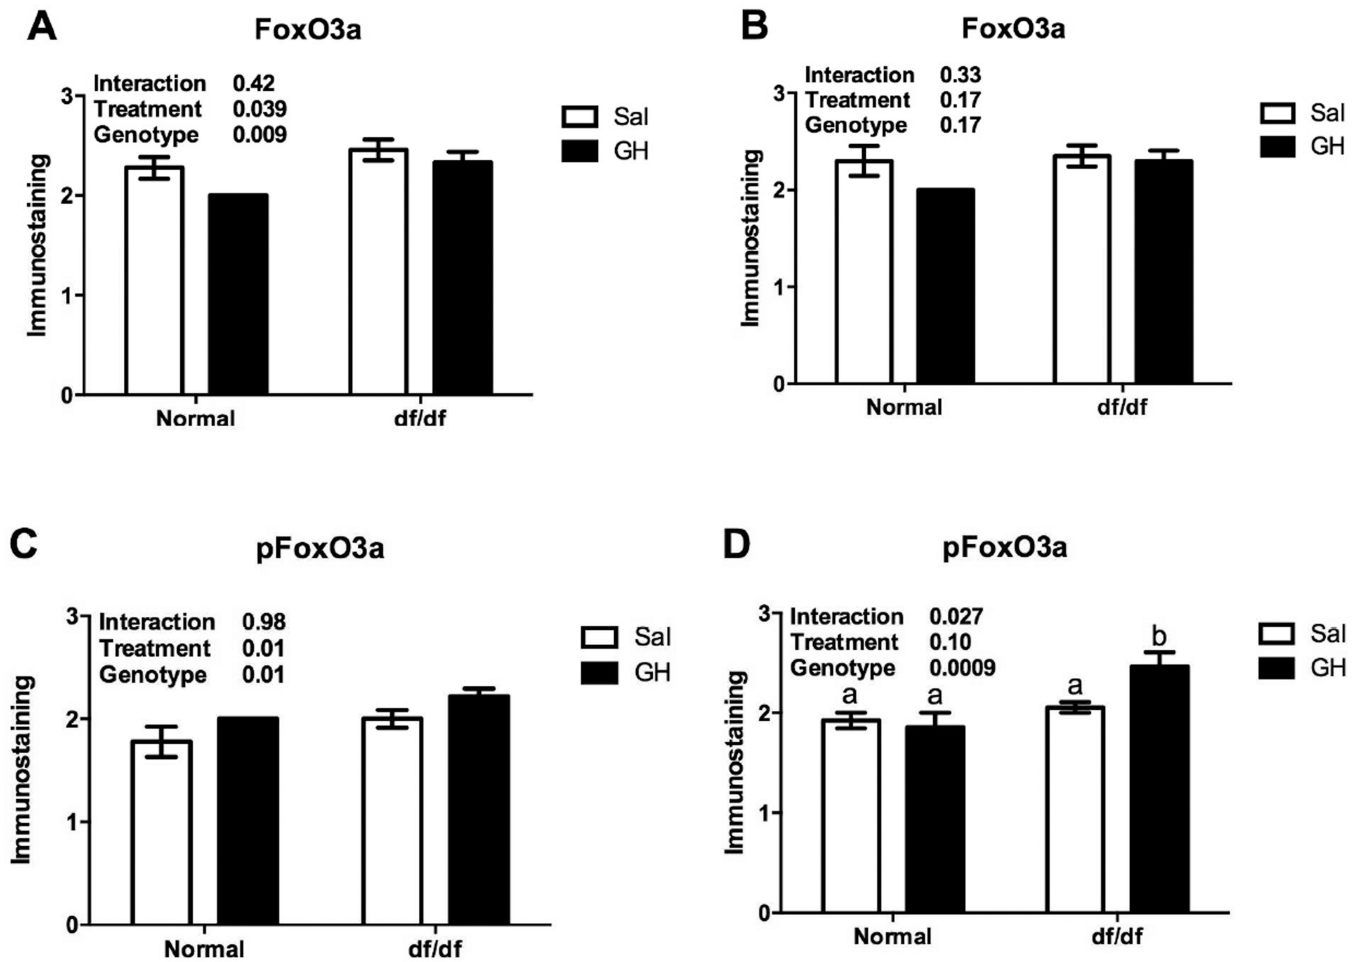 A
FoxO3a
Interaction 0.42
Treatment 0.039
Genotype 0.009
3
2
1
0
Immunostaining
Normal
df/df
Sal
GH
B
FoxO3a
Interaction 0.33
Treatment 0.17
Genotype 0.17
3
2
1
0
Immunostaining
Normal
df/df
Sal
GH
C
pFoxO3a
Interaction 0.98
Treatment 0.01
Genotype 0.01
3
2
1
0
Immunostaining
Normal
df/df
Sal
GH
D
pFoxO3a
Interaction 0.027
Treatment 0.10
Genotype 0.0009
3
2
1
0
Immunostaining
a
a
a
b
Normal
df/df
Sal
GH